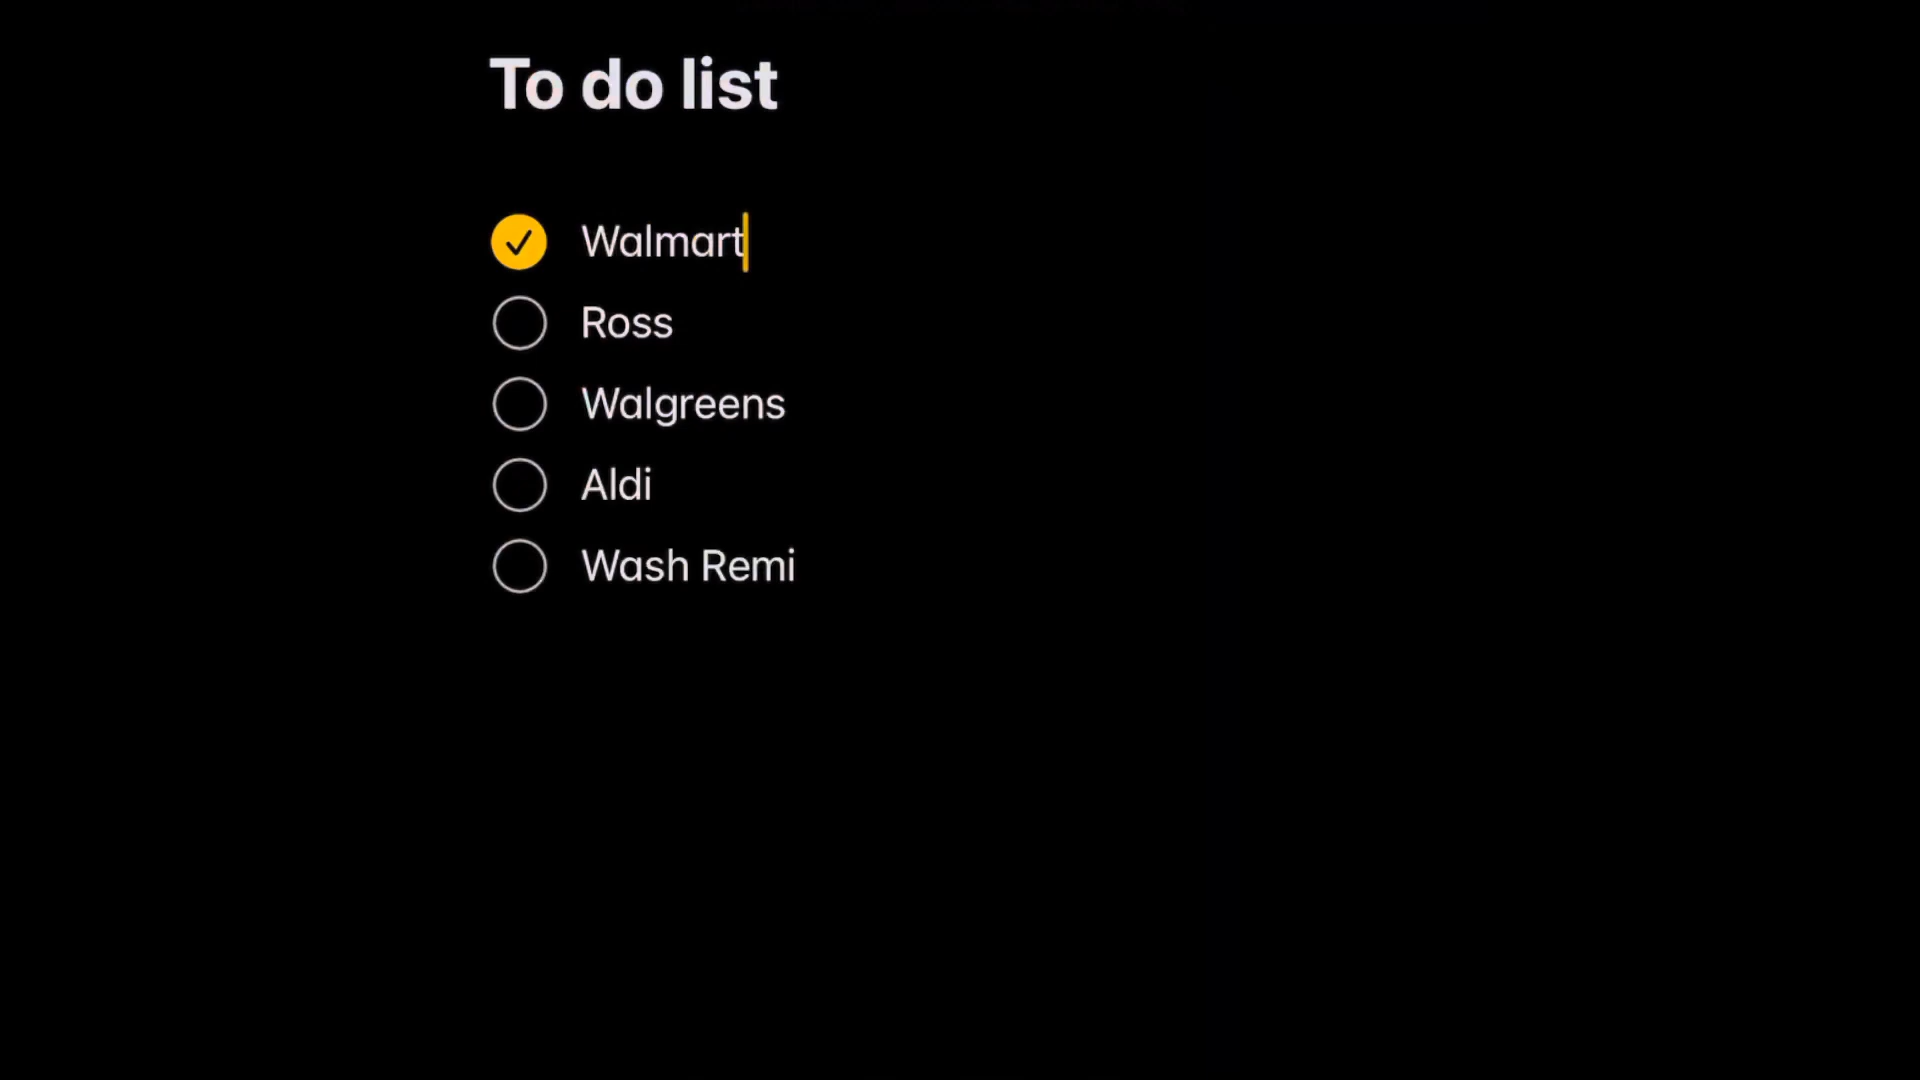 To do list
Walmart
Ross
Walgreens
Aldi
Wash Remi